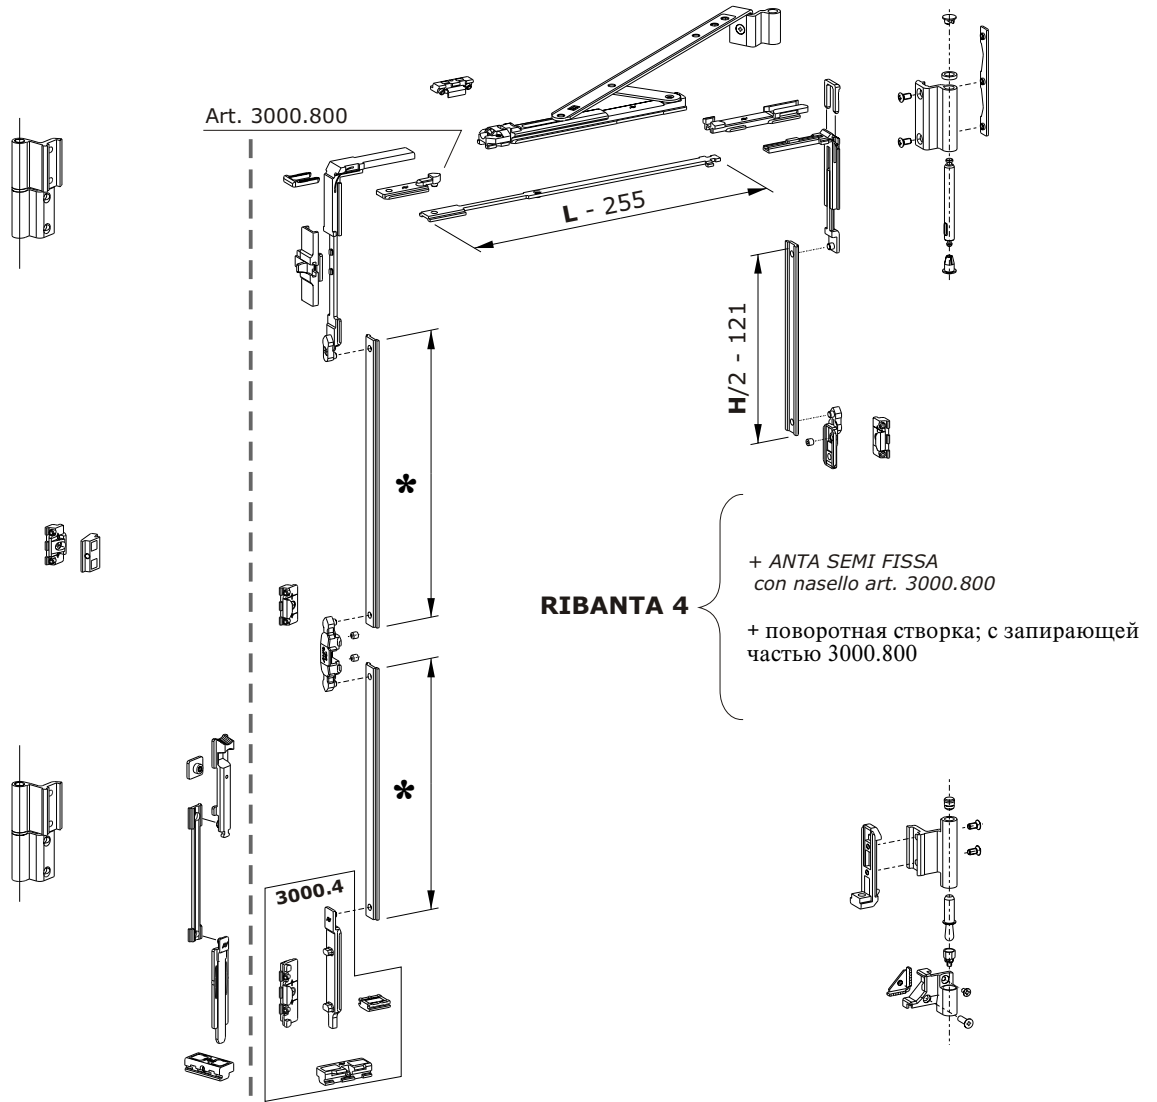 Art. 3000.800
L - 255
H/2 - 121
*
RIBANTA 4
+ ANTA SEMI FISSA
con nasello art. 3000.800
+ поворотная створка; с запирающей
частью 3000.800
*
3000.4